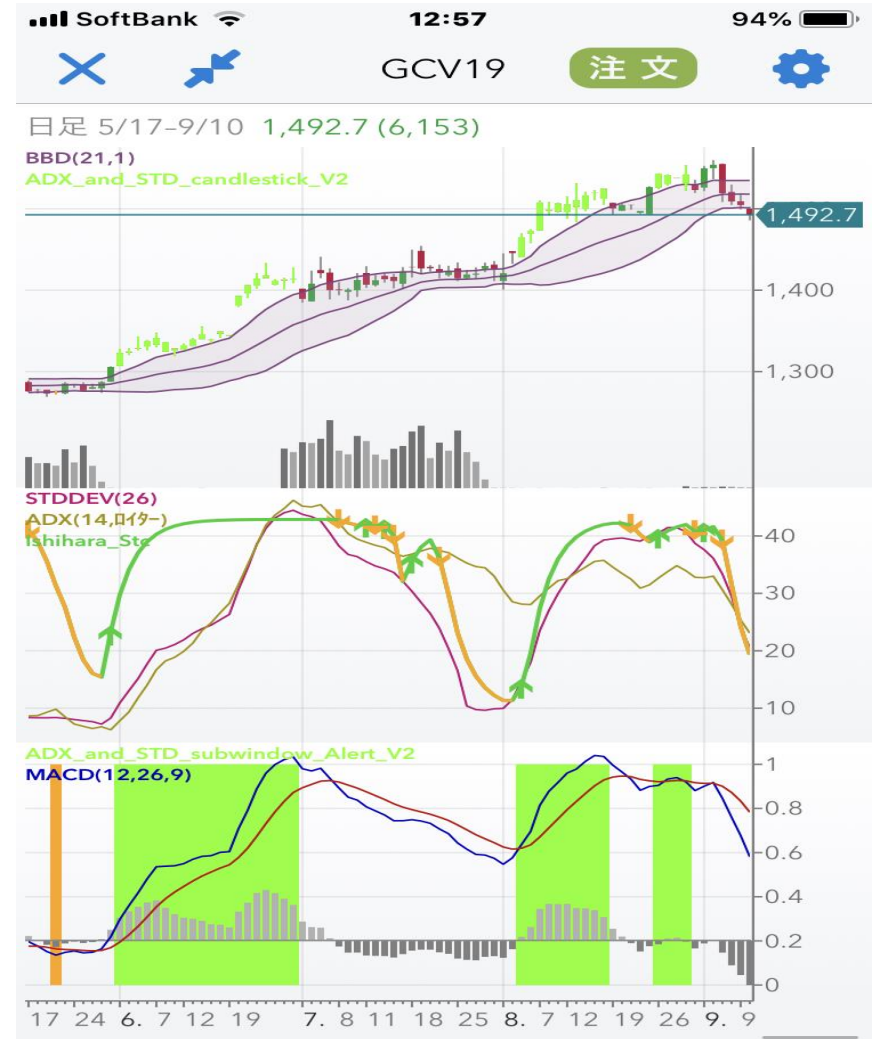 SoftBank 12:57 94%
GCV19 注文
日足 5/17-9/10 1,492.7 (6,153)
BBD(21,1)
ADX_and_STD_candlestick_V2
1,492.7
1,400
1,300
STDDEV(26)
ADX(14,ロイター)
Ishihara_Stc
40
30
20
10
ADX_and_STD_subwindow_Alert_V2
MACD(12,26,9)
1
0.8
0.6
0.4
0.2
0
17 24 6. 7 12 19 7. 8 11 18 25 8. 7 12 19 26 9. 9